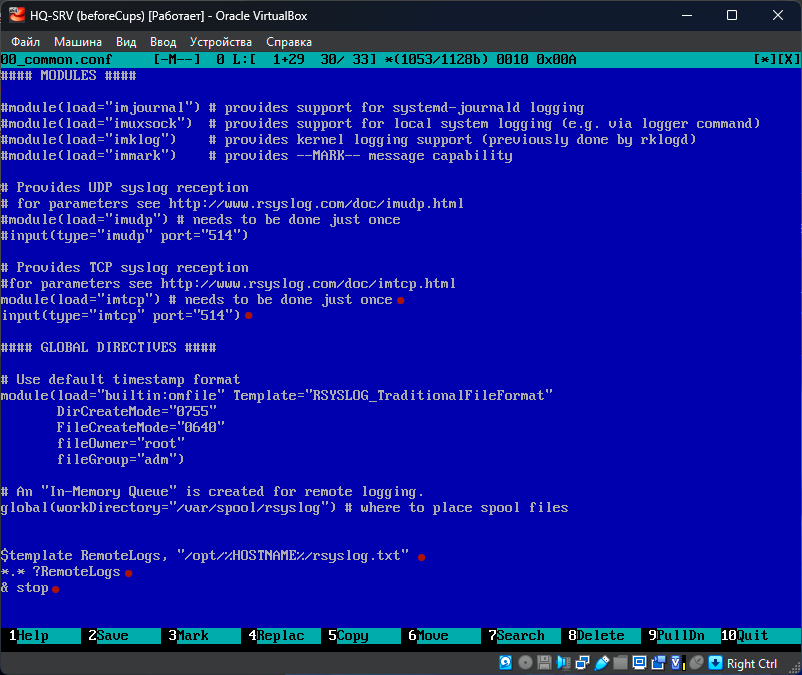 HQ-SRV (beforeCups) [Работает] - Oracle VirtualBox
Файл Машина Вид Ввод Устройства Справка
00_common.conf [-M--] 0 L:[ 1+29 30/ 33] *(1053/1128b) 0010 0x00A [*][X]
#### MODULES ####
#module(load="imjournal") # provides support for systemd-journald logging
#module(load="imuxsock") # provides support for local system logging (e.g. via logger command)
#module(load="imklog") # provides kernel logging support (previously done by rklogd)
#module(load="immark") # provides --MARK-- message capability
# Provides UDP syslog reception
# for parameters see http://www.rsyslog.com/doc/imudp.html
#module(load="imudp") # needs to be done just once
#input(type="imudp" port="514")
# Provides TCP syslog reception
#for parameters see http://www.rsyslog.com/doc/imtcp.html
module(load="imtcp") # needs to be done just once
input(type="imtcp" port="514")
#### GLOBAL DIRECTIVES ####
# Use default timestamp format
module(load="builtin:omfile" Template="RSYSLOG_TraditionalFileFormat"
DirCreateMode="0755"
FileCreateMode="0640"
fileOwner="root"
fileGroup="adm")
# An "In-Memory Queue" is created for remote logging.
global(workDirectory="/var/spool/rsyslog") # where to place spool files
$template RemoteLogs, "/opt/%HOSTNAME%/rsyslog.txt"
*.* ?RemoteLogs
& stop
1Help 2Save 3Mark 4Replac 5Copy 6Move 7Search 8Delete 9PullDn 10Quit
Right Ctrl